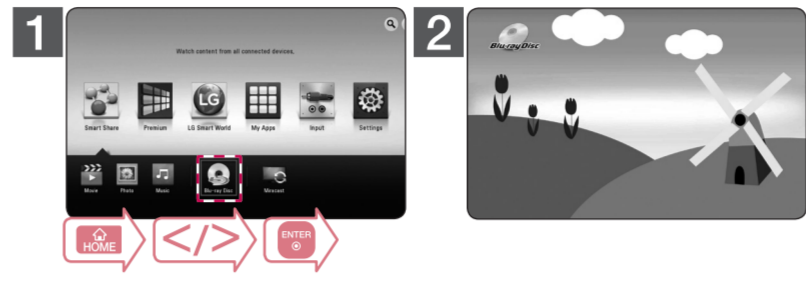 1
Watch content from all connected devices.
LG
Smart Share Premium LG Smart World My Apps Input Settings
Movie Photo Music Blu-ray Disc Miracast
HOME
</>
ENTER
2
Blu-ray Disc